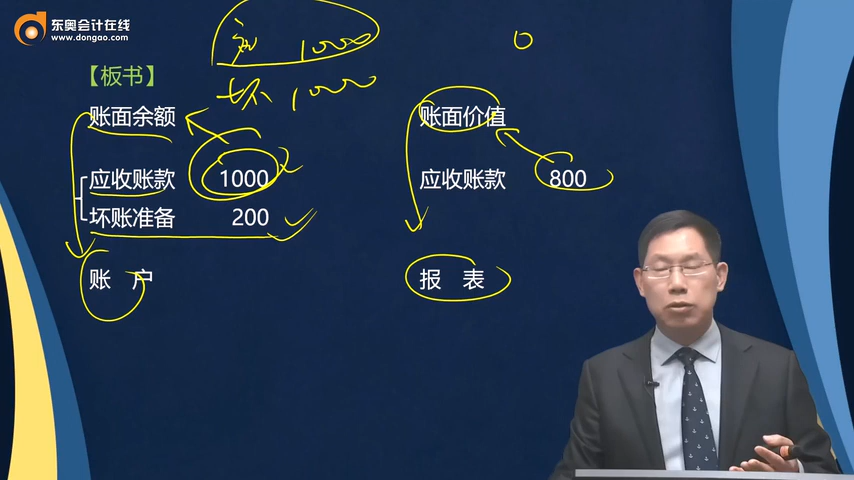 东奥会计在线
www.dongao.com
应 1000
0
坏 1000
【板书】
账面余额
账面价值
应收账款 1000
应收账款 800
坏账准备 200
账 户
报 表